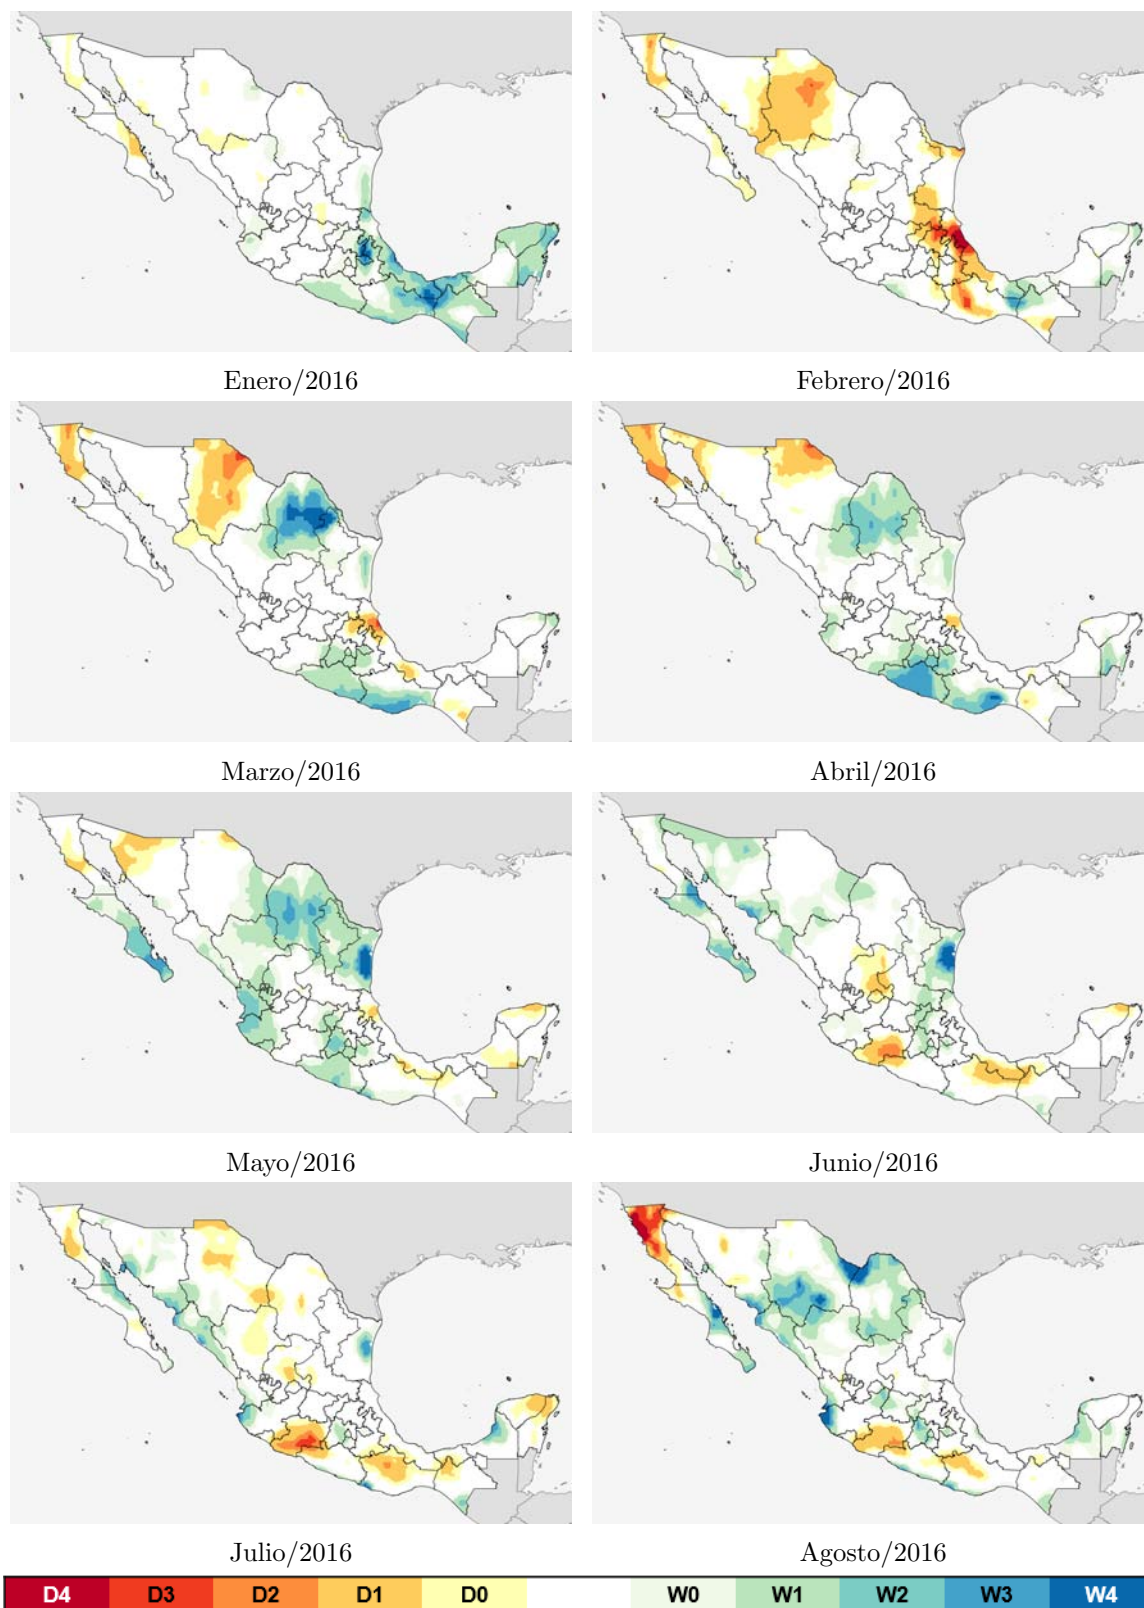 Enero/2016 Febrero/2016
Marzo/2016 Abril/2016
Mayo/2016 Junio/2016
Julio/2016 Agosto/2016
D4 D3 D2 D1 D0 W0 W1 W2 W3 W4